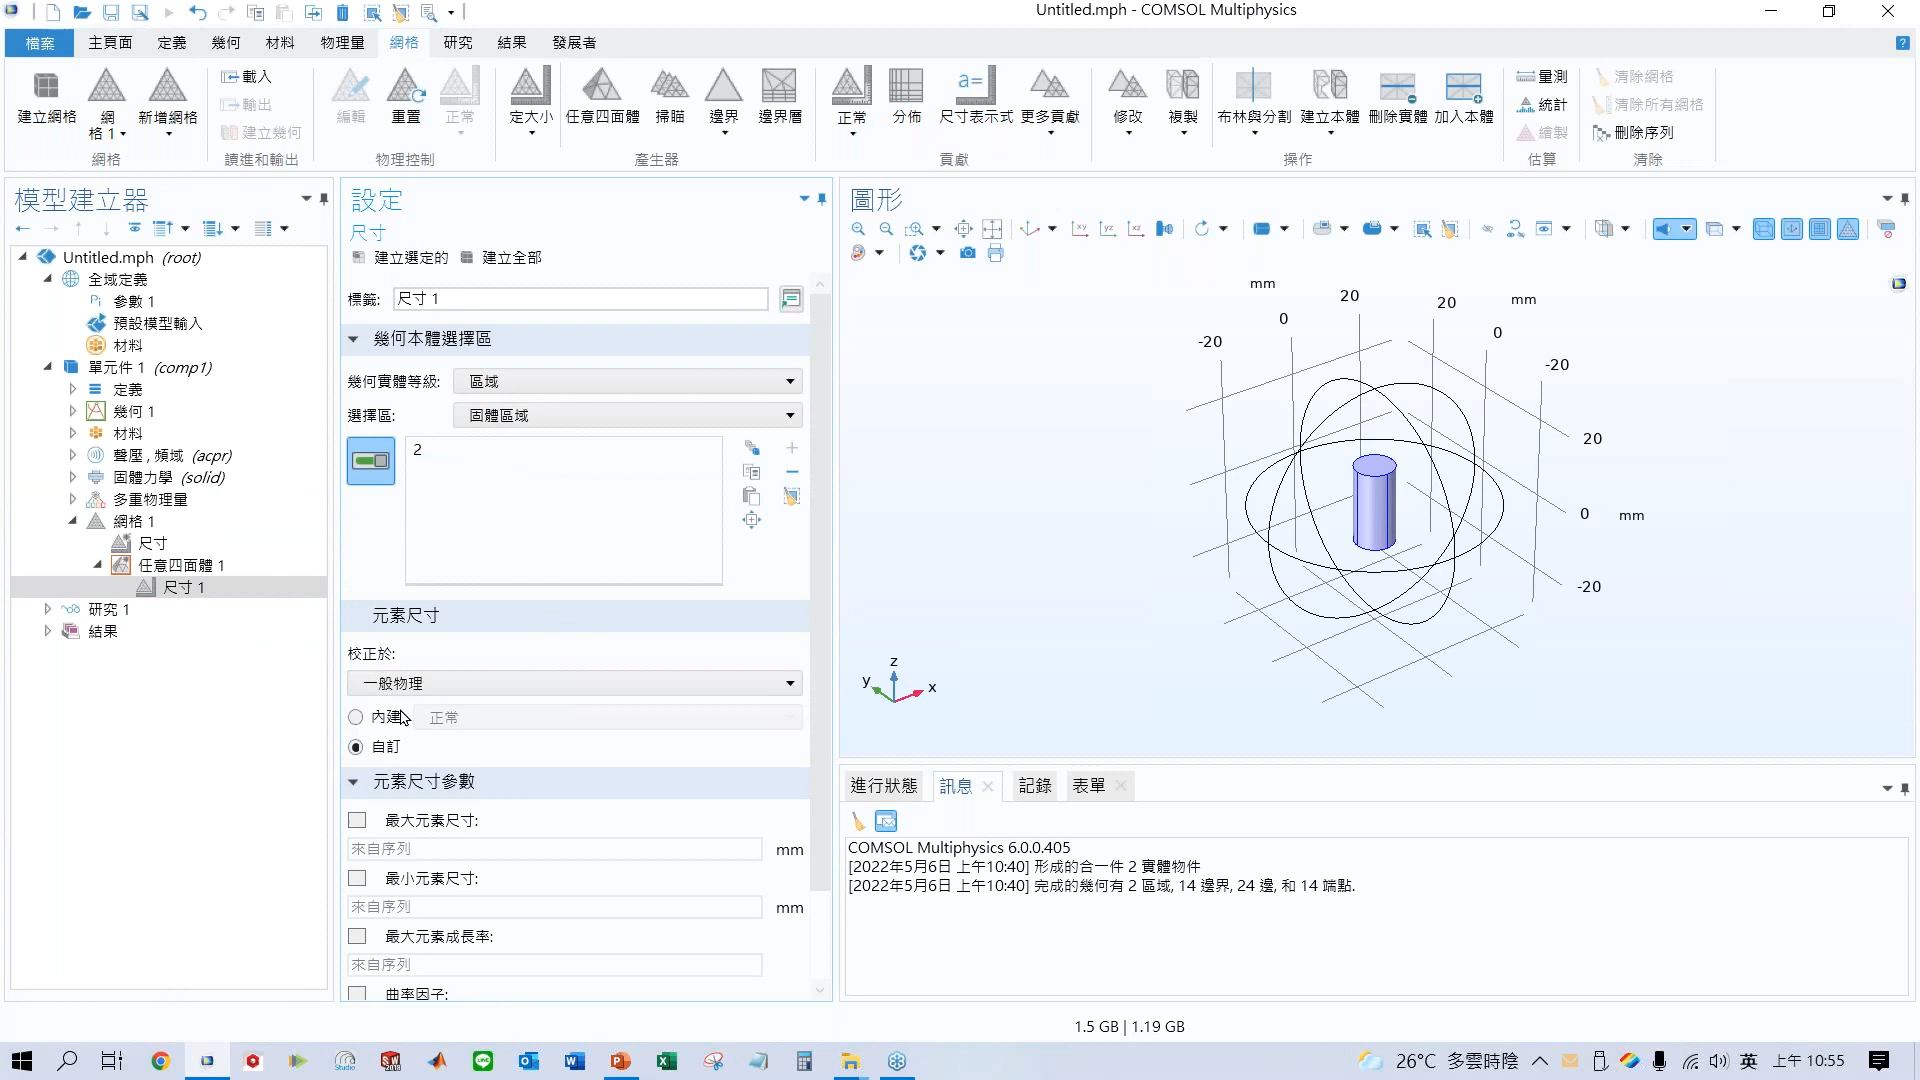 Untitled.mph - COMSOL Multiphysics
檔案 主頁面 定義 幾何 材料 物理量 網格 研究 結果 發展者
建立網格 網格 1 新增網格
網格
載入
輸出
建立幾何
讀進和輸出
編輯 重置 正常
物理控制
定大小 任意四面體 掃瞄 邊界 邊界層
產生器
正常 分佈 尺寸表示式 更多貢獻
a=
貢獻
修改 複製 布林與分割 建立本體 刪除實體 加入本體
操作
量測
統計
繪製
估算
清除網格
清除所有網格
刪除序列
清除
模型建立器
Untitled.mph (root)
全域定義
Pi 參數 1
預設模型輸入
材料
單元件 1 (comp1)
定義
幾何 1
材料
聲壓 , 頻域 (acpr)
固體力學 (solid)
多重物理量
網格 1
尺寸
任意四面體 1
尺寸 1
研究 1
結果
設定
尺寸
建立選定的 建立全部
標籤: 尺寸 1
幾何本體選擇區
幾何實體等級: 區域
選擇區: 固體區域
2
元素尺寸
校正於:
一般物理
內建 正常
自訂
元素尺寸參數
最大元素尺寸:
來自序列 mm
最小元素尺寸:
來自序列 mm
最大元素成長率:
來自序列
曲率因子:
圖形
xy yz xz
mm
20
20
mm
0
0
-20
-20
20
0
mm
-20
z
y
x
進行狀態 訊息 記錄 表單
COMSOL Multiphysics 6.0.0.405
[2022年5月6日 上午10:40] 形成的合一件 2 實體物件
[2022年5月6日 上午10:40] 完成的幾何有 2 區域, 14 邊界, 24 邊, 和 14 端點.
1.5 GB | 1.19 GB
26°C 多雲時陰 英 上午 10:55